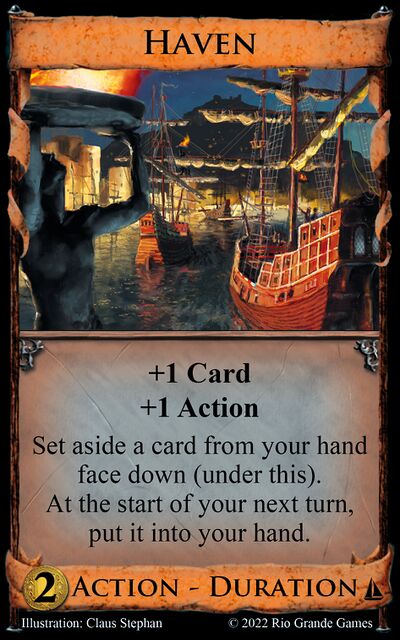 HAVEN
+1 Card
+1 Action
Set aside a card from your hand
face down (under this).
At the start of your next turn,
put it into your hand.
2 ACTION - DURATION
Illustration: Claus Stephan © 2022 Rio Grande Games